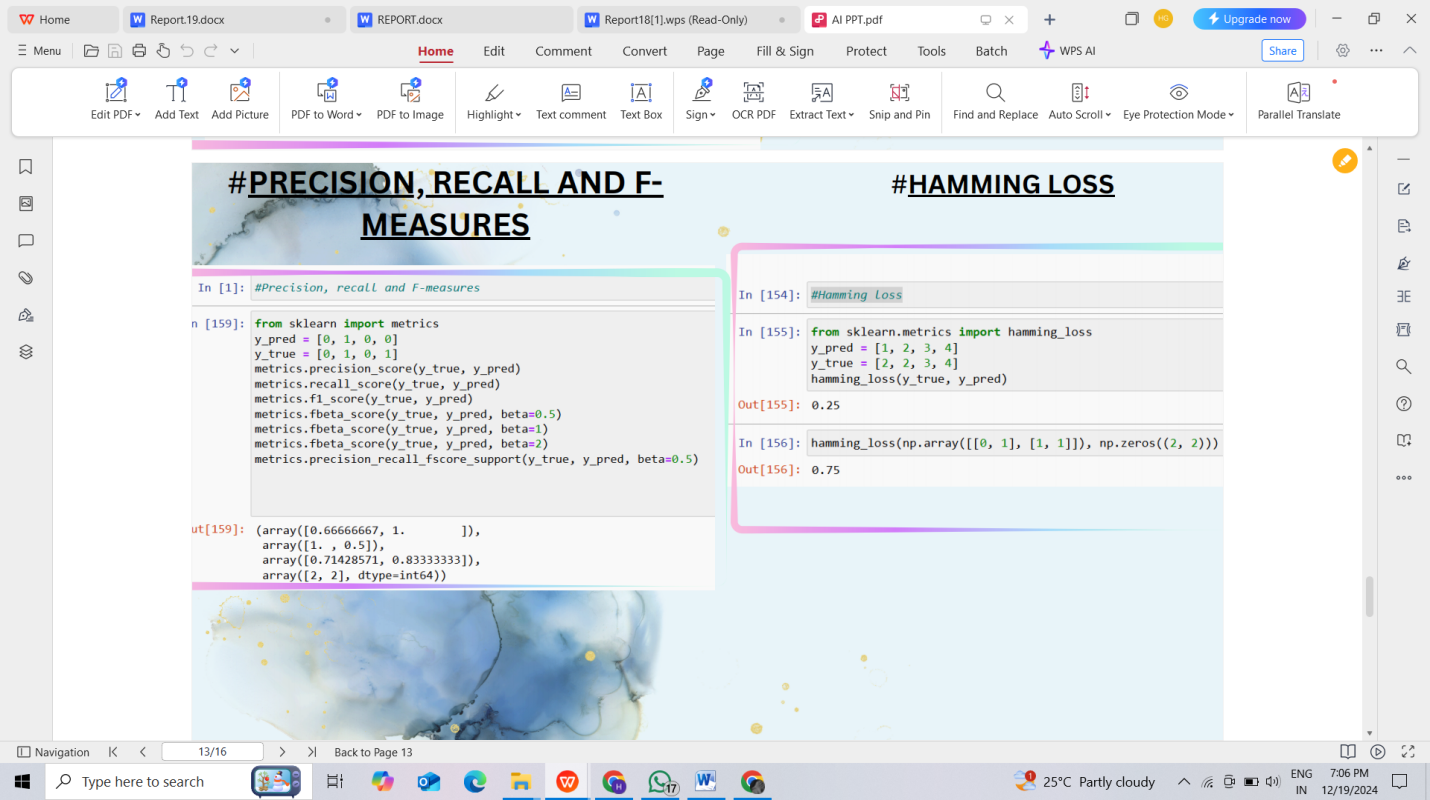 Home
Report.19.docx
REPORT.docx
Report18[1].wps (Read-Only)
AI PPT.pdf
HG
Upgrade now
Menu
Home
Edit
Comment
Convert
Page
Fill & Sign
Protect
Tools
Batch
WPS AI
Share
Edit PDF
Add Text
Add Picture
PDF to Word
PDF to Image
Highlight
Text comment
Text Box
Sign
OCR PDF
Extract Text
Snip and Pin
Find and Replace
Auto Scroll
Eye Protection Mode
Parallel Translate
#PRECISION, RECALL AND F-
MEASURES
In [1]: #Precision, recall and F-measures
n [159]: from sklearn import metrics
y_pred = [0, 1, 0, 0]
y_true = [0, 1, 0, 1]
metrics.precision_score(y_true, y_pred)
metrics.recall_score(y_true, y_pred)
metrics.f1_score(y_true, y_pred)
metrics.fbeta_score(y_true, y_pred, beta=0.5)
metrics.fbeta_score(y_true, y_pred, beta=1)
metrics.fbeta_score(y_true, y_pred, beta=2)
metrics.precision_recall_fscore_support(y_true, y_pred, beta=0.5)
ut[159]: (array([0.66666667, 1.        ]),
array([1. , 0.5]),
array([0.71428571, 0.83333333]),
array([2, 2], dtype=int64))
#HAMMING LOSS
In [154]: #Hamming loss
In [155]: from sklearn.metrics import hamming_loss
y_pred = [1, 2, 3, 4]
y_true = [2, 2, 3, 4]
hamming_loss(y_true, y_pred)
Out[155]: 0.25
In [156]: hamming_loss(np.array([[0, 1], [1, 1]]), np.zeros((2, 2)))
Out[156]: 0.75
Navigation
13/16
Back to Page 13
Type here to search
17
1
25°C Partly cloudy
ENG
IN
7:06 PM
12/19/2024